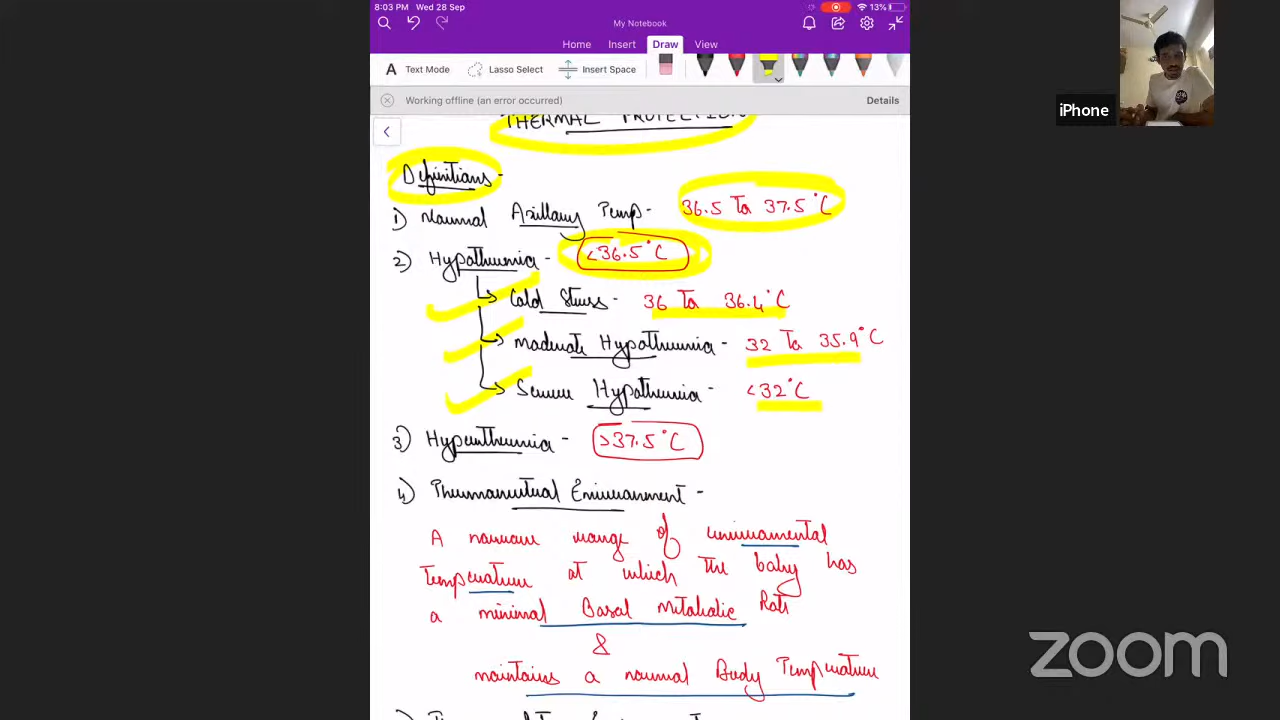 8:03 PM Wed 28 Sep
13%
My Notebook
Home Insert Draw View
Text Mode Lasso Select Insert Space
Working offline (an error occurred) Details
iPhone
THERMAL PROTECTION
Definitions-
1) Normal Axillary Temp- 36.5 To 37.5°C
2) Hypothermia - <36.5°C
Cold Stress - 36 To 36.4°C
Moderate Hypothermia - 32 To 35.9°C
Severe Hypothermia - <32°C
3) Hyperthermia - >37.5°C
4) Thermoneutral Environment -
A narrow range of environmental
Temperature at which the baby has
a minimal Basal Metabolic Rate
&
maintains a normal Body Temperature
zoom